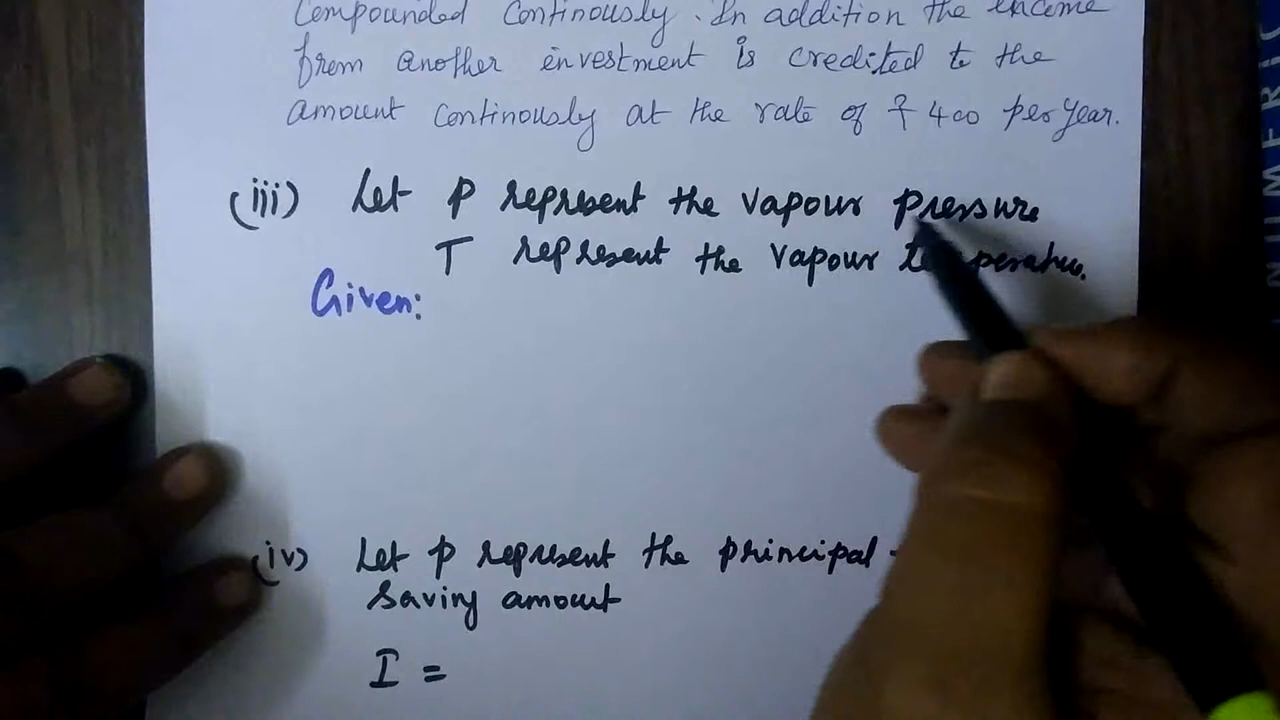 Compounded Continously. In addition the income
from another investment is credited to the
amount continously at the rate of ₹ 400 per year.
(iii) Let p represent the vapour pressure
T represent the vapour
Given:
(iv) Let p represent the principal
saving amount
I =